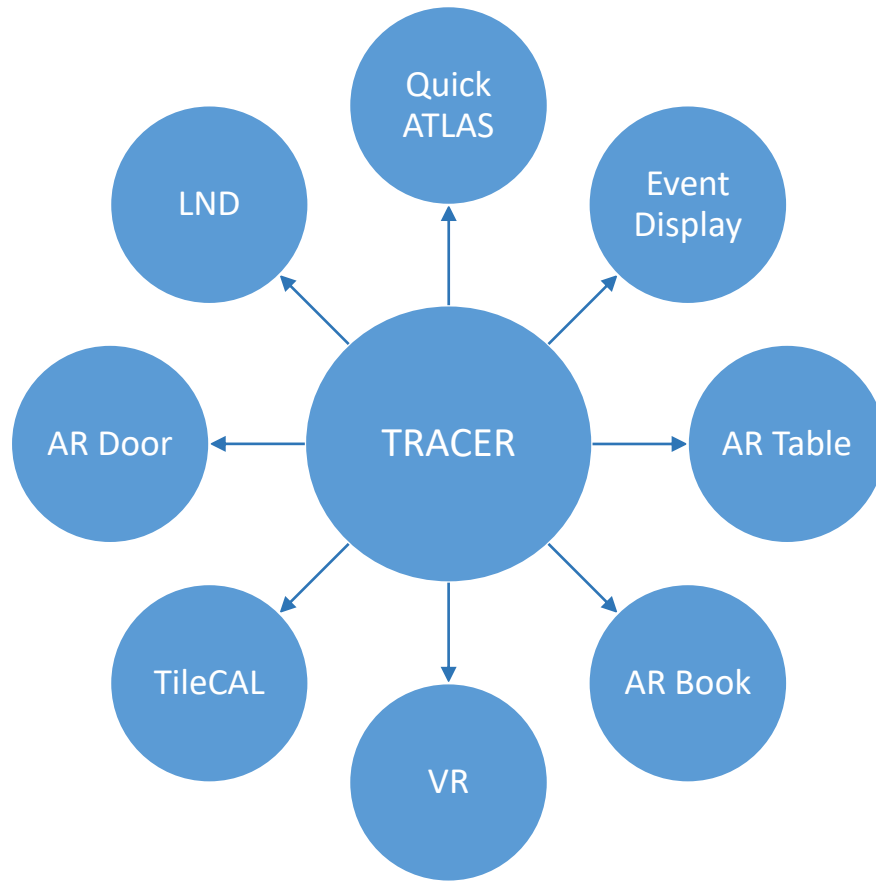 Quick
ATLAS
LND
Event
Display
AR Door
TRACER
AR Table
TileCAL
AR Book
VR